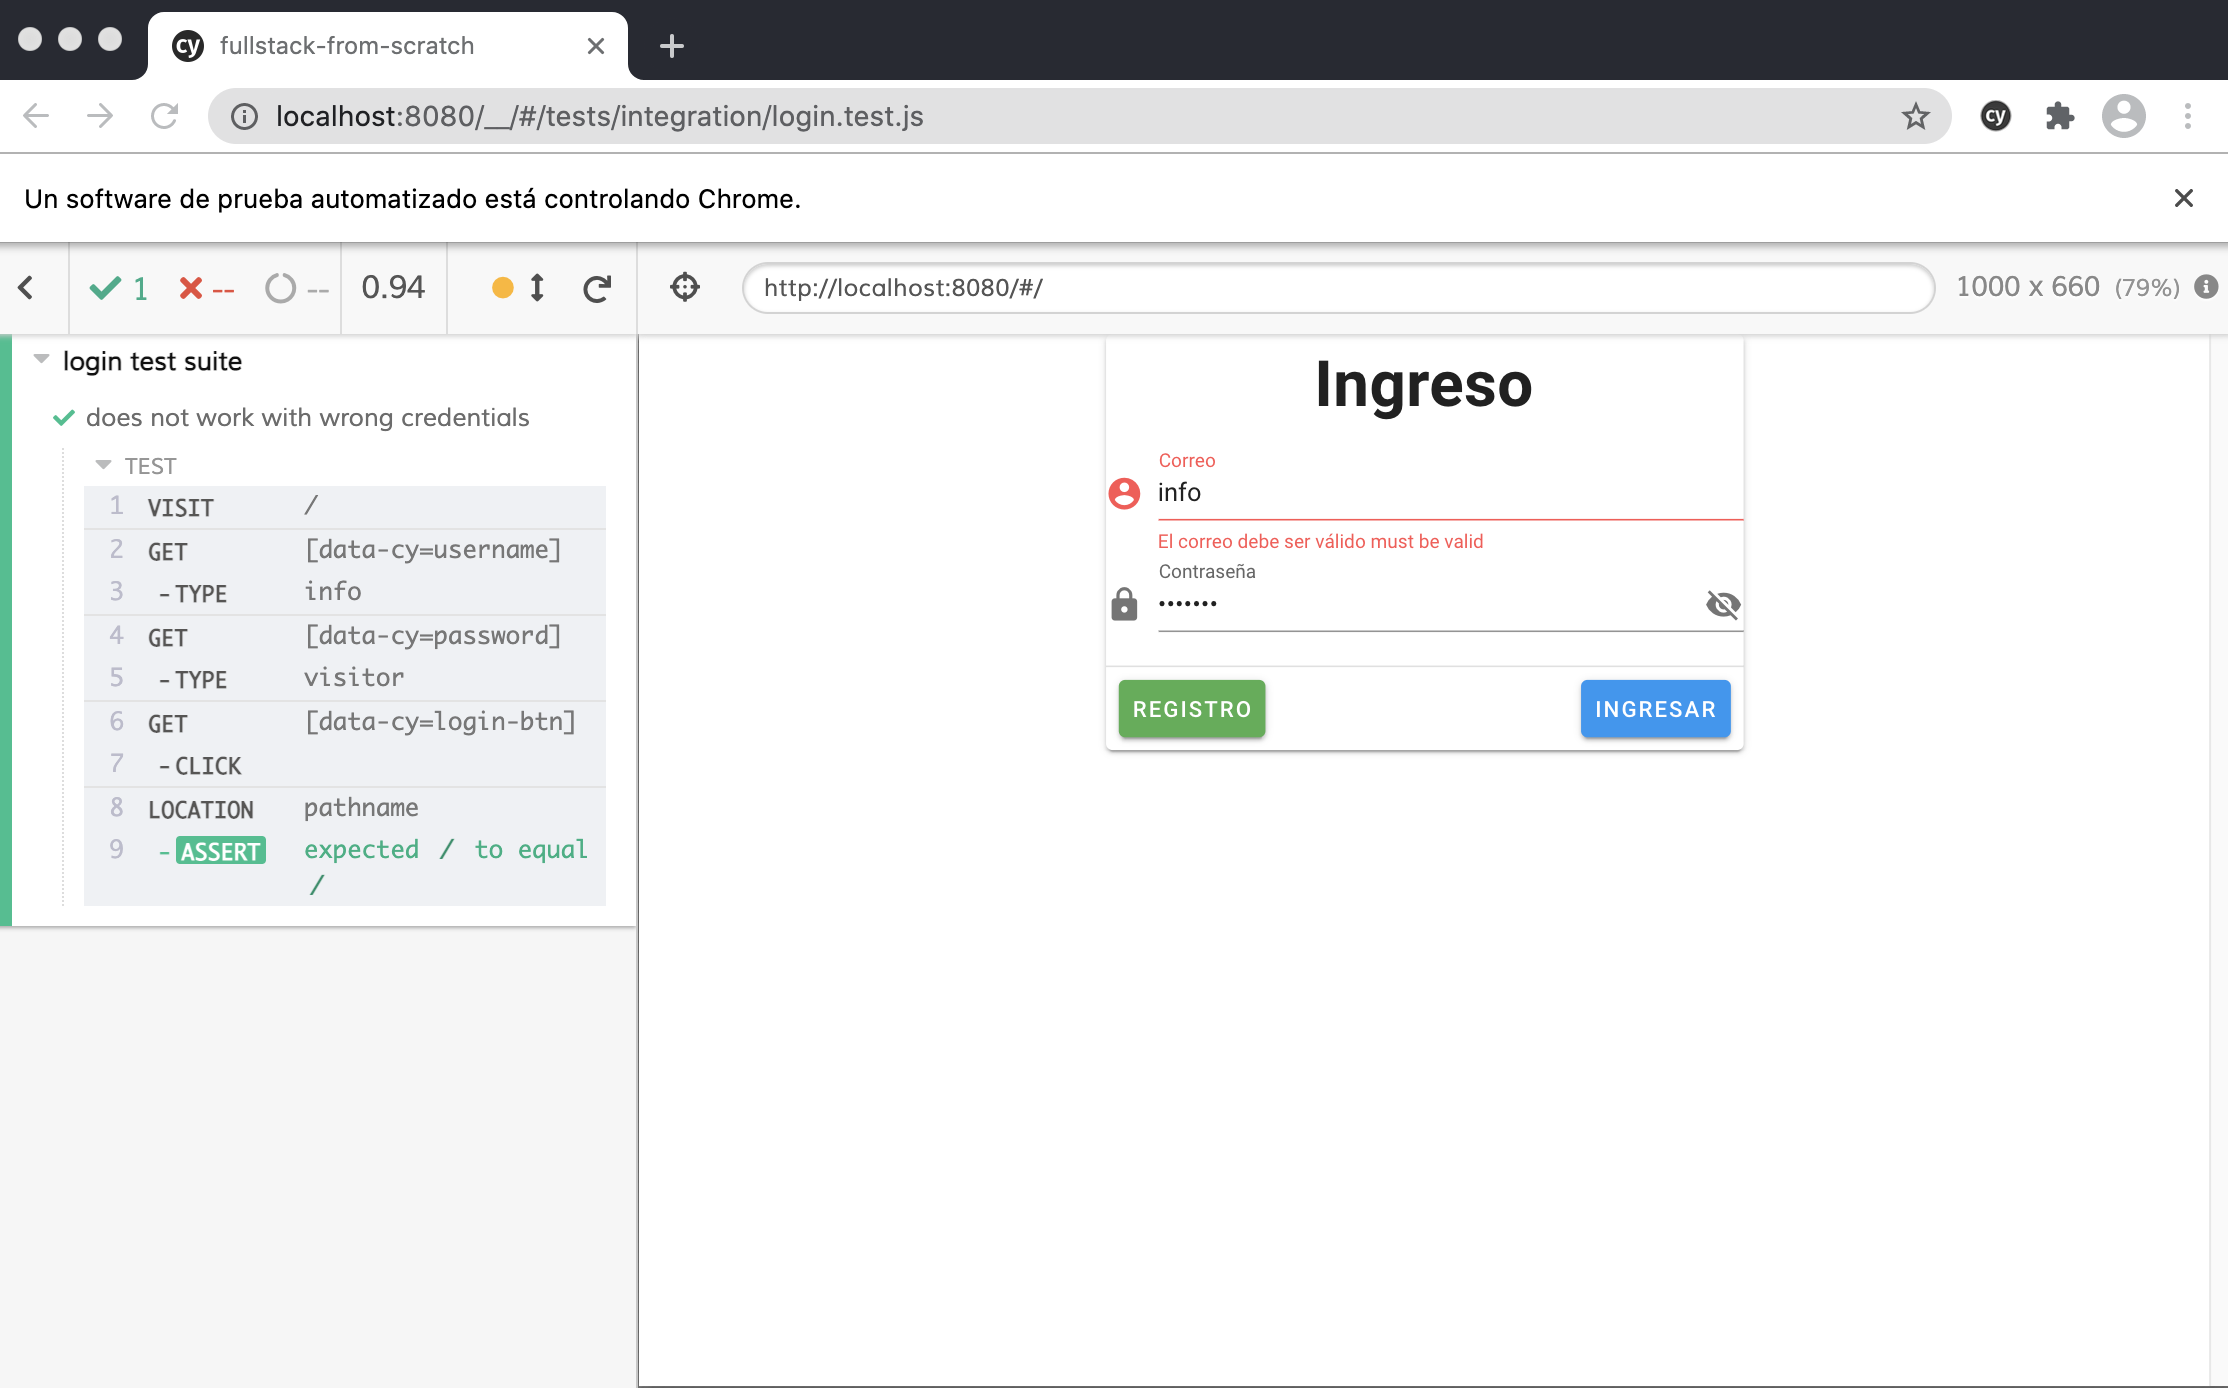 cy fullstack-from-scratch
localhost:8080/__/#/tests/integration/login.test.js
cy
Un software de prueba automatizado está controlando Chrome.
1 -- -- 0.94
http://localhost:8080/#/
1000 x 660 (79%)
login test suite
does not work with wrong credentials
TEST
1 VISIT /
2 GET [data-cy=username]
3 -TYPE info
4 GET [data-cy=password]
5 -TYPE visitor
6 GET [data-cy=login-btn]
7 -CLICK
8 LOCATION pathname
9 -ASSERT expected / to equal
/
Ingreso
Correo
info
El correo debe ser válido must be valid
Contraseña
•••••••
REGISTRO INGRESAR